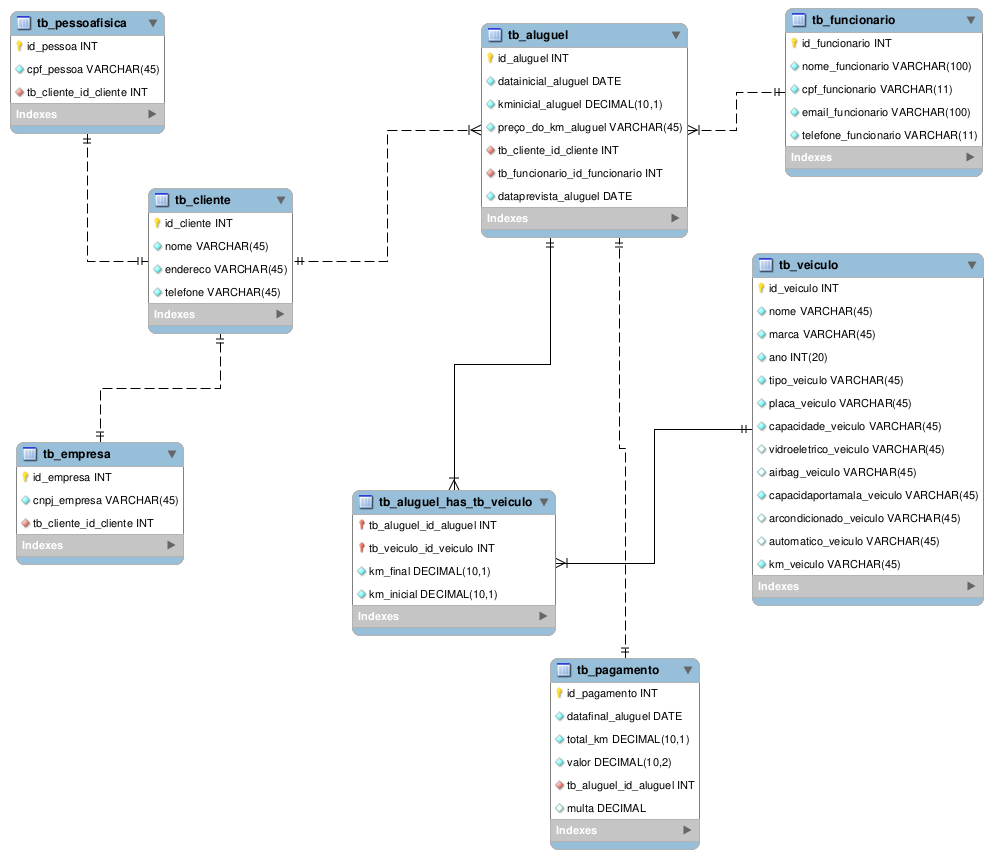 tb_pessoafisica
id_pessoa INT
cpf_pessoa VARCHAR(45)
tb_cliente_id_cliente INT
Indexes
tb_cliente
id_cliente INT
nome VARCHAR(45)
endereco VARCHAR(45)
telefone VARCHAR(45)
Indexes
tb_empresa
id_empresa INT
cnpj_empresa VARCHAR(45)
tb_cliente_id_cliente INT
Indexes
tb_aluguel
id_aluguel INT
datainicial_aluguel DATE
kminicial_aluguel DECIMAL(10,1)
preço_do_km_aluguel VARCHAR(45)
tb_cliente_id_cliente INT
tb_funcionario_id_funcionario INT
dataprevista_aluguel DATE
Indexes
tb_funcionario
id_funcionario INT
nome_funcionario VARCHAR(100)
cpf_funcionario VARCHAR(11)
email_funcionario VARCHAR(100)
telefone_funcionario VARCHAR(11)
Indexes
tb_veiculo
id_veiculo INT
nome VARCHAR(45)
marca VARCHAR(45)
ano INT(20)
tipo_veiculo VARCHAR(45)
placa_veiculo VARCHAR(45)
capacidade_veiculo VARCHAR(45)
vidroeletrico_veiculo VARCHAR(45)
airbag_veiculo VARCHAR(45)
capacidaportamala_veiculo VARCHAR(45)
arcondicionado_veiculo VARCHAR(45)
automatico_veiculo VARCHAR(45)
km_veiculo VARCHAR(45)
Indexes
tb_aluguel_has_tb_veiculo
tb_aluguel_id_aluguel INT
tb_veiculo_id_veiculo INT
km_final DECIMAL(10,1)
km_inicial DECIMAL(10,1)
Indexes
tb_pagamento
id_pagamento INT
datafinal_aluguel DATE
total_km DECIMAL(10,1)
valor DECIMAL(10,2)
tb_aluguel_id_aluguel INT
multa DECIMAL
Indexes